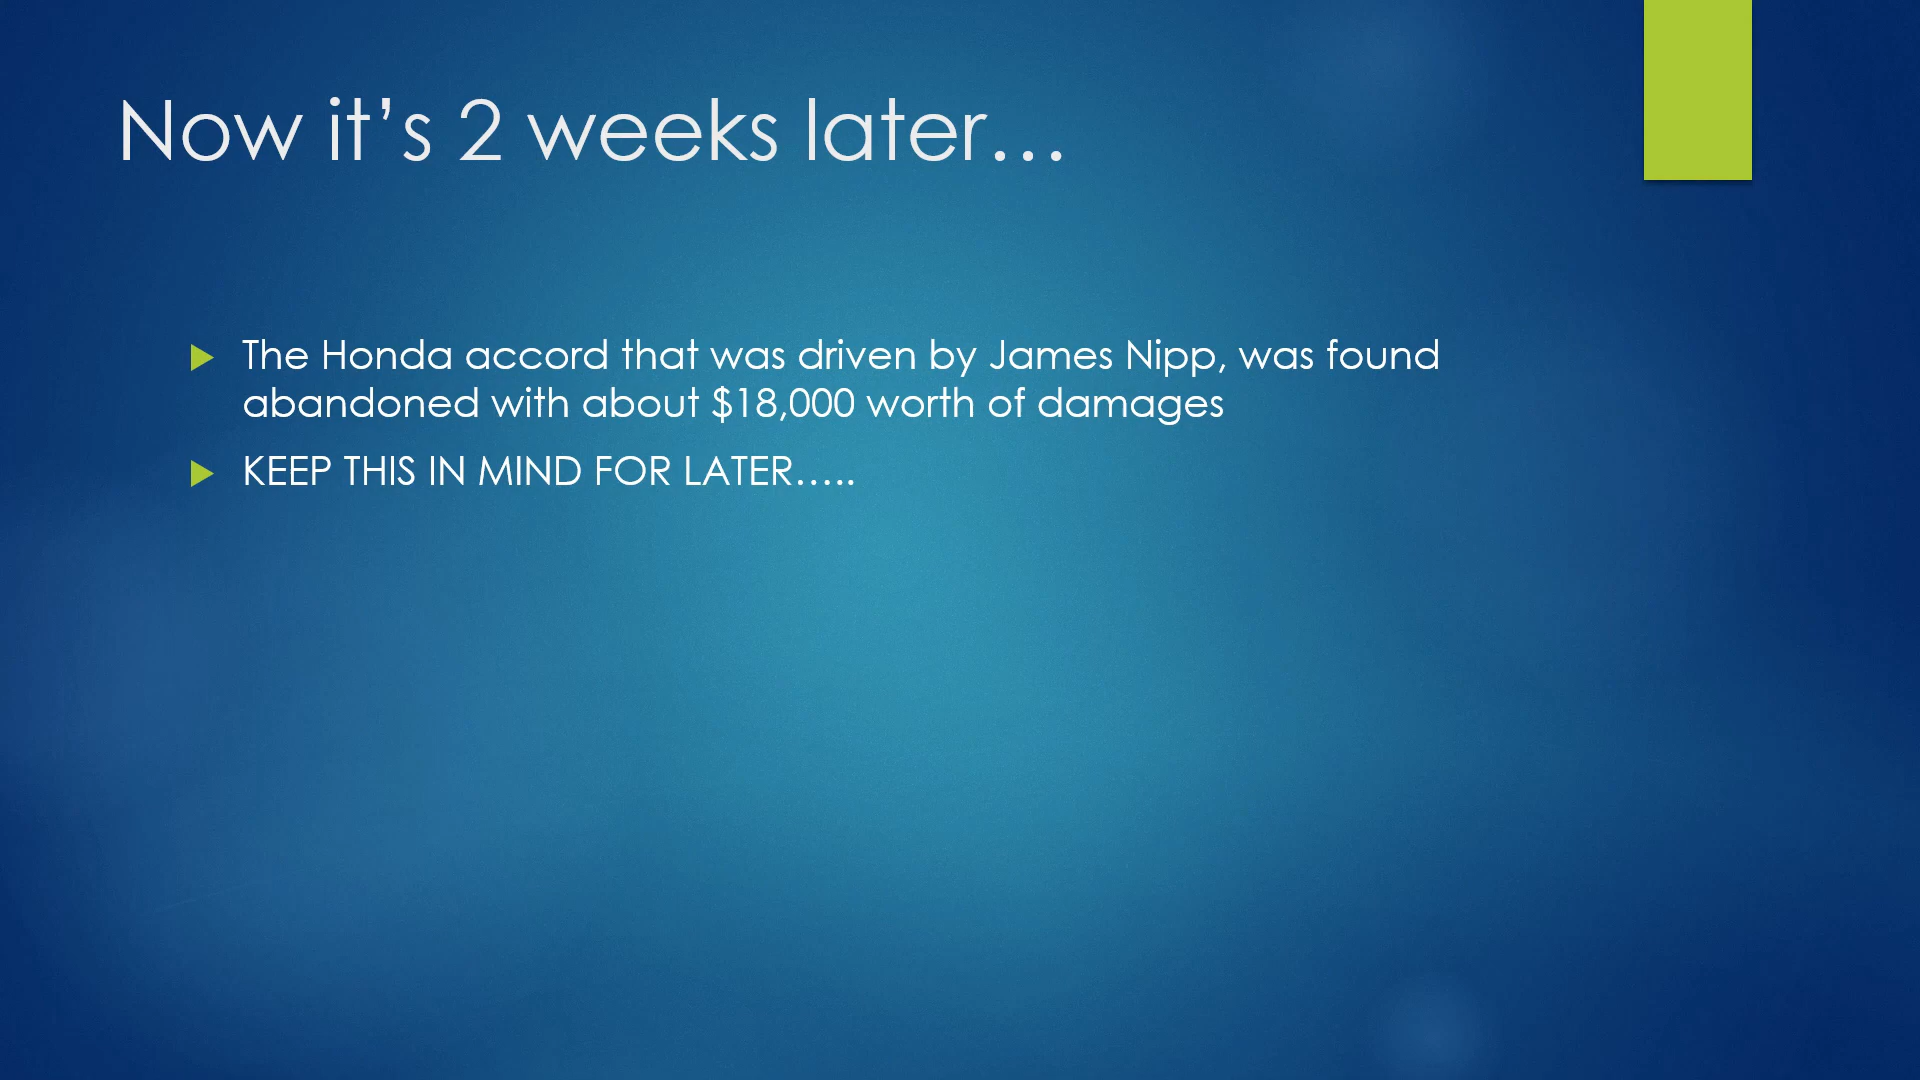 Now it’s 2 weeks later…
The Honda accord that was driven by James Nipp, was found
abandoned with about $18,000 worth of damages
KEEP THIS IN MIND FOR LATER…..